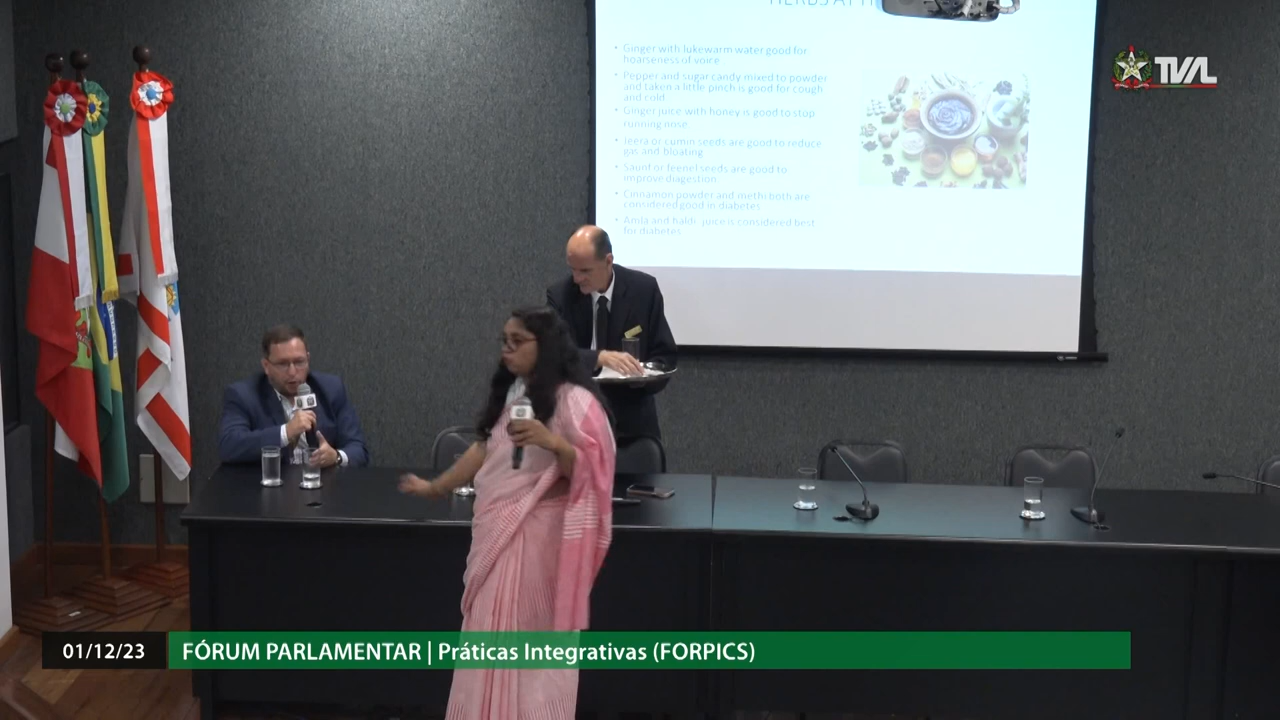 HERBS AT H
• Ginger with lukewarm water good for
hoarseness of voice
• Pepper and sugar candy mixed to powder
and taken a little pinch is good for cough
and cold
• Ginger juice with honey is good to stop
running nose
• Jeera or cumin seeds are good to reduce
gas and bloating
• Saunf or feenel seeds are good to
improve diagestion
• Cinnamon powder and methi both are
considered good in diabetes
• Amla and haldi juice is considered best
for diabetes
TVAL
01/12/23
FÓRUM PARLAMENTAR | Práticas Integrativas (FORPICS)